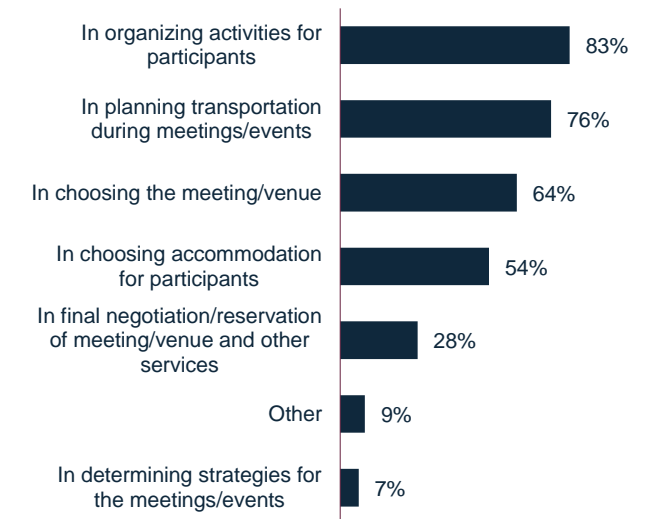 In organizing activities for
participants
83%
In planning transportation
during meetings/events
76%
In choosing the meeting/venue
64%
In choosing accommodation
for participants
54%
In final negotiation/reservation
of meeting/venue and other
services
28%
Other
9%
In determining strategies for
the meetings/events
7%